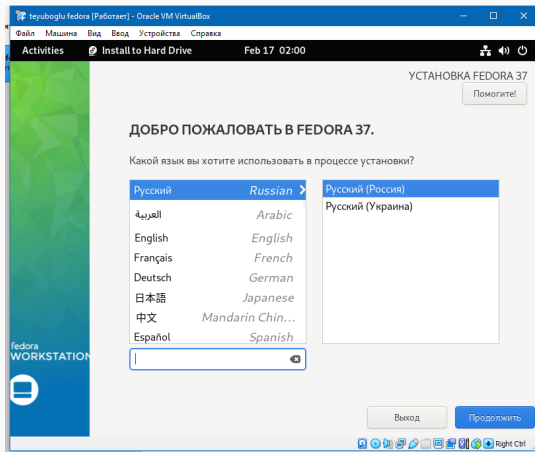 teyuboglu fedora [Работает] - Oracle VM VirtualBox
Файл Машина Вид Ввод Устройства Справка
Activities Install to Hard Drive Feb 17 02:00
УСТАНОВКА FEDORA 37
Помогите!
ДОБРО ПОЖАЛОВАТЬ В FEDORA 37.
Какой язык вы хотите использовать в процессе установки?
Русский Russian Русский (Россия)
العربية Arabic Русский (Украина)
English English
Français French
Deutsch German
日本語 Japanese
中文 Mandarin Chin...
Español Spanish
fedora
WORKSTATION
Выход Продолжить
Right Ctrl